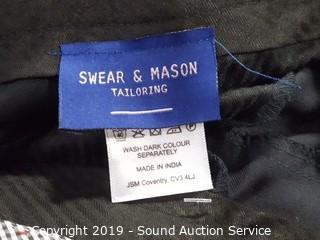 SWEAR & MASON
TAILORING
WASH DARK COLOUR
SEPARATELY
MADE IN INDIA
JSM Coventry, CV3 4LJ
Copyright 2019 - Sound Auction Service